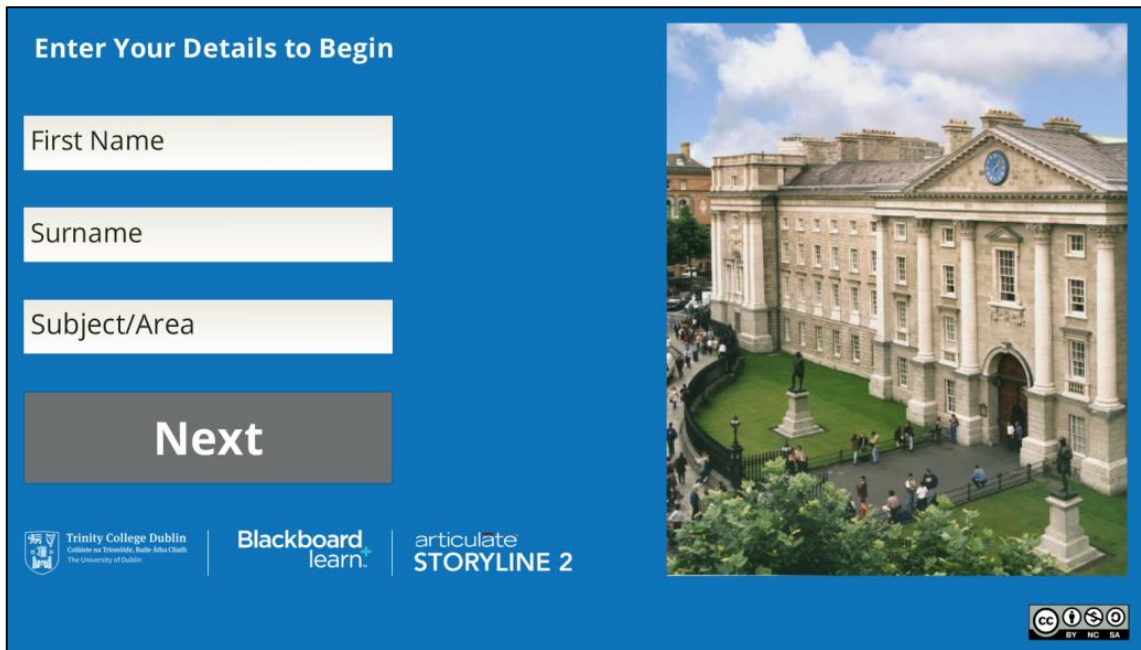 Enter Your Details to Begin
First Name
Surname
Subject/Area
Next
Trinity College Dublin
Coláiste na Tríonóide, Baile Átha Cliath
The University of Dublin
Blackboard
learn+
articulate
STORYLINE 2
cc
BY NC SA